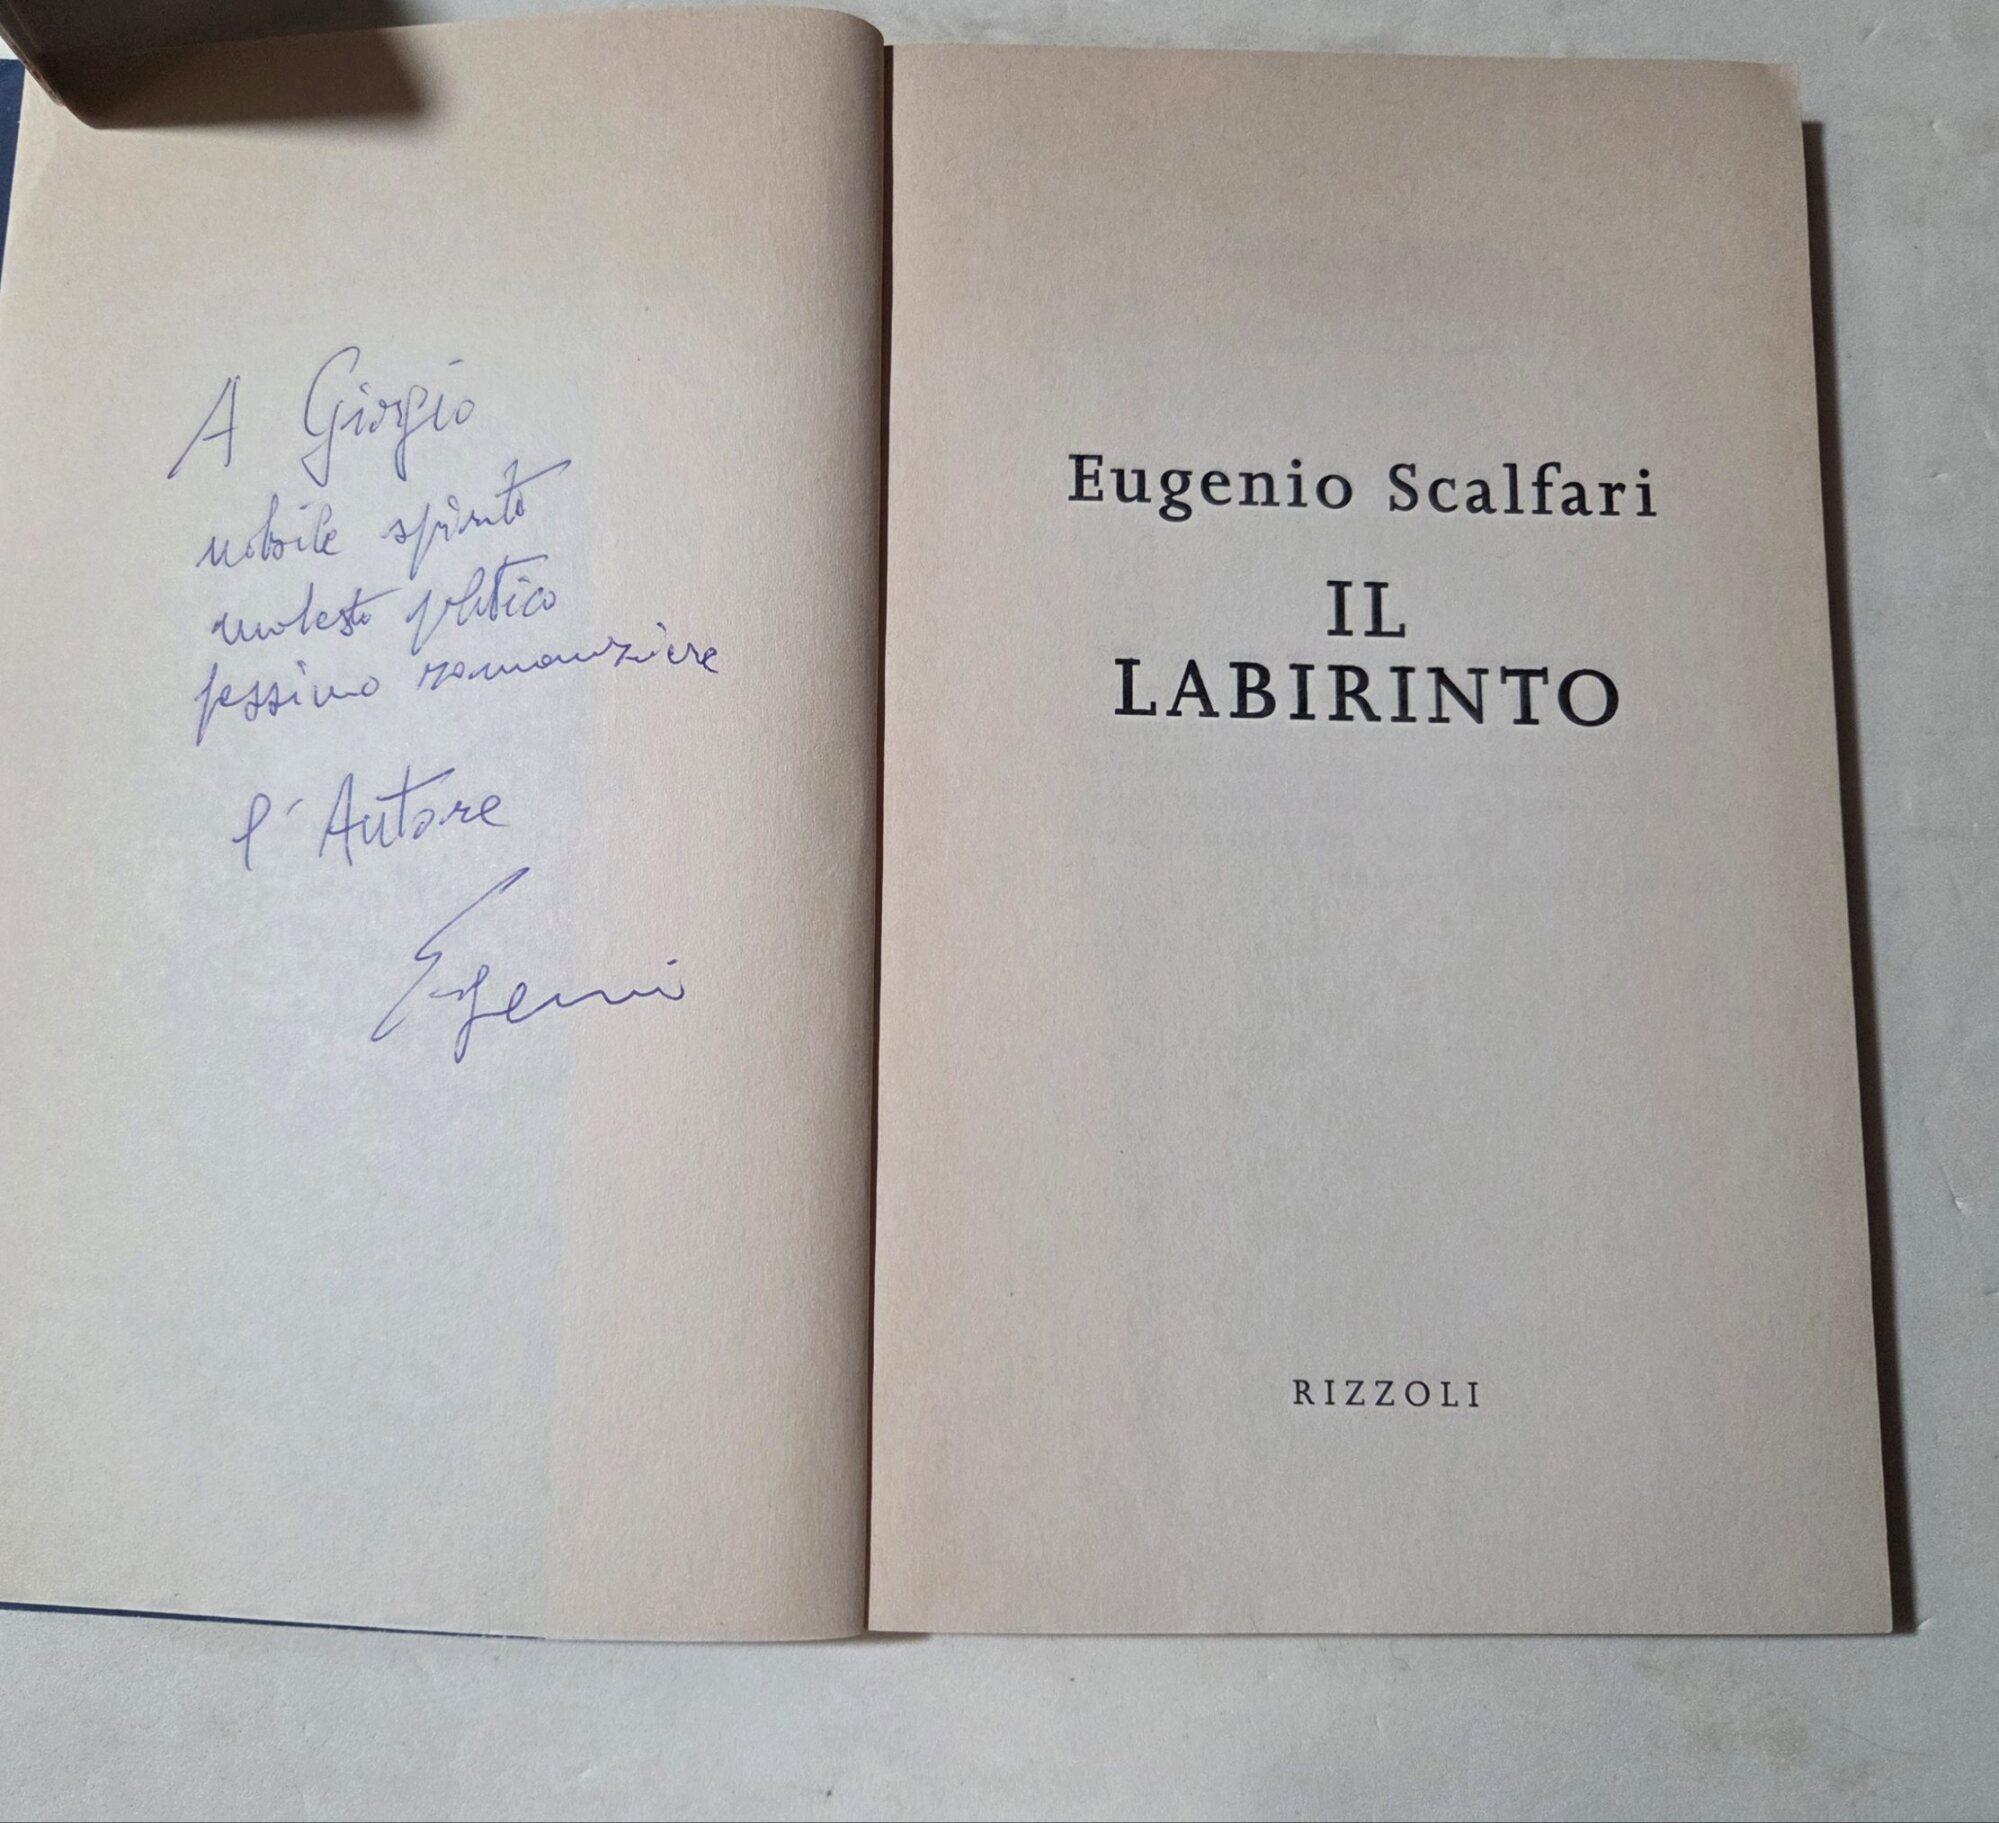 A Giorgio
nobile spirito
modesto politico
pessimo romanziere
l'Autore
Eugenio
Eugenio Scalfari
IL
LABIRINTO
RIZZOLI